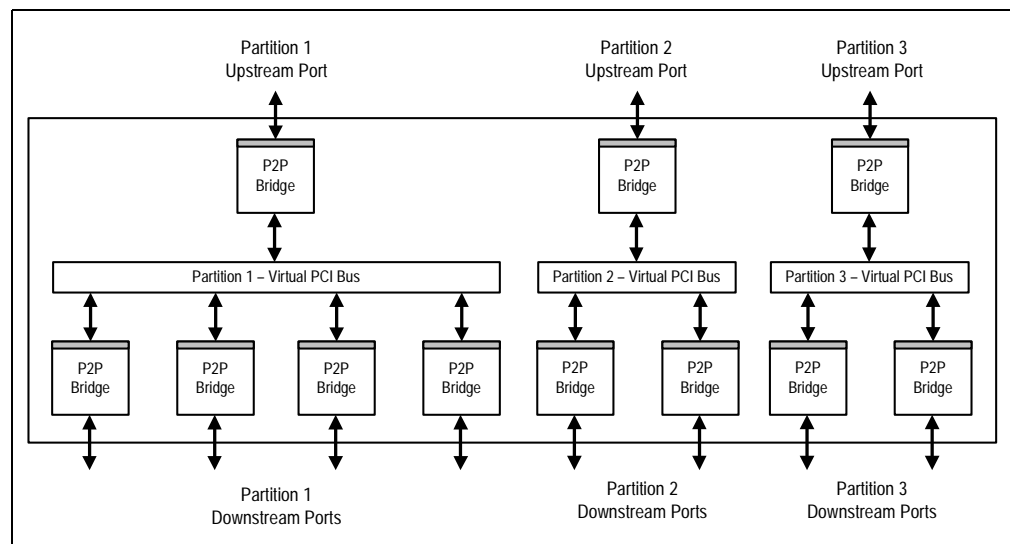 Partition 1
Upstream Port
Partition 2
Upstream Port
Partition 3
Upstream Port
P2P
Bridge
P2P
Bridge
P2P
Bridge
Partition 1 – Virtual PCI Bus
Partition 2 – Virtual PCI Bus
Partition 3 – Virtual PCI Bus
P2P
Bridge
P2P
Bridge
P2P
Bridge
P2P
Bridge
P2P
Bridge
P2P
Bridge
P2P
Bridge
P2P
Bridge
Partition 1
Downstream Ports
Partition 2
Downstream Ports
Partition 3
Downstream Ports